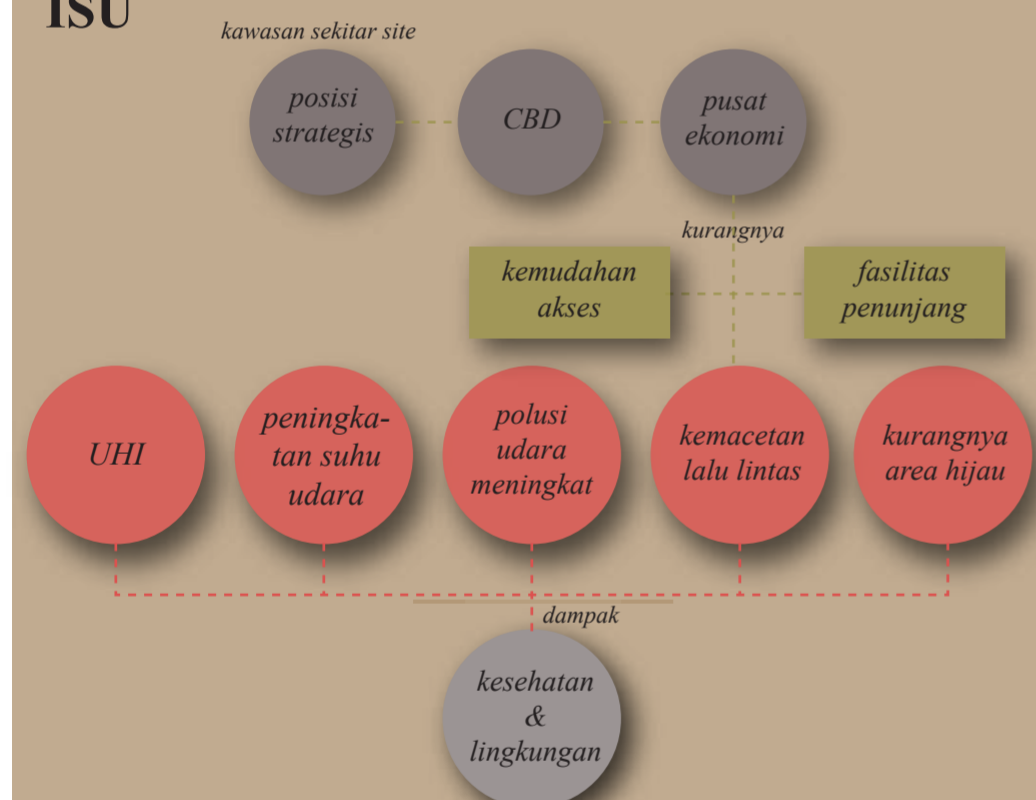 ISU
kawasan sekitar site
posisi
strategis
CBD
pusat
ekonomi
kurangnya
kemudahan
akses
fasilitas
penunjang
UHI
peningka-
tan suhu
udara
polusi
udara
meningkat
kemacetan
lalu lintas
kurangnya
area hijau
dampak
kesehatan
&
lingkungan